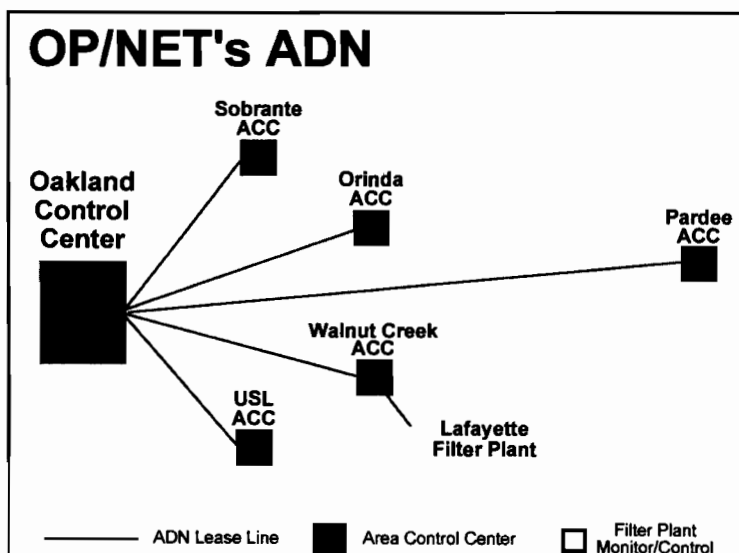 OP/NET's ADN
Sobrante
ACC
Orinda
ACC
Oakland
Control
Center
Pardee
ACC
Walnut Creek
ACC
USL
ACC
Lafayette
Filter Plant
ADN Lease Line
Area Control Center
Filter Plant
Monitor/Control